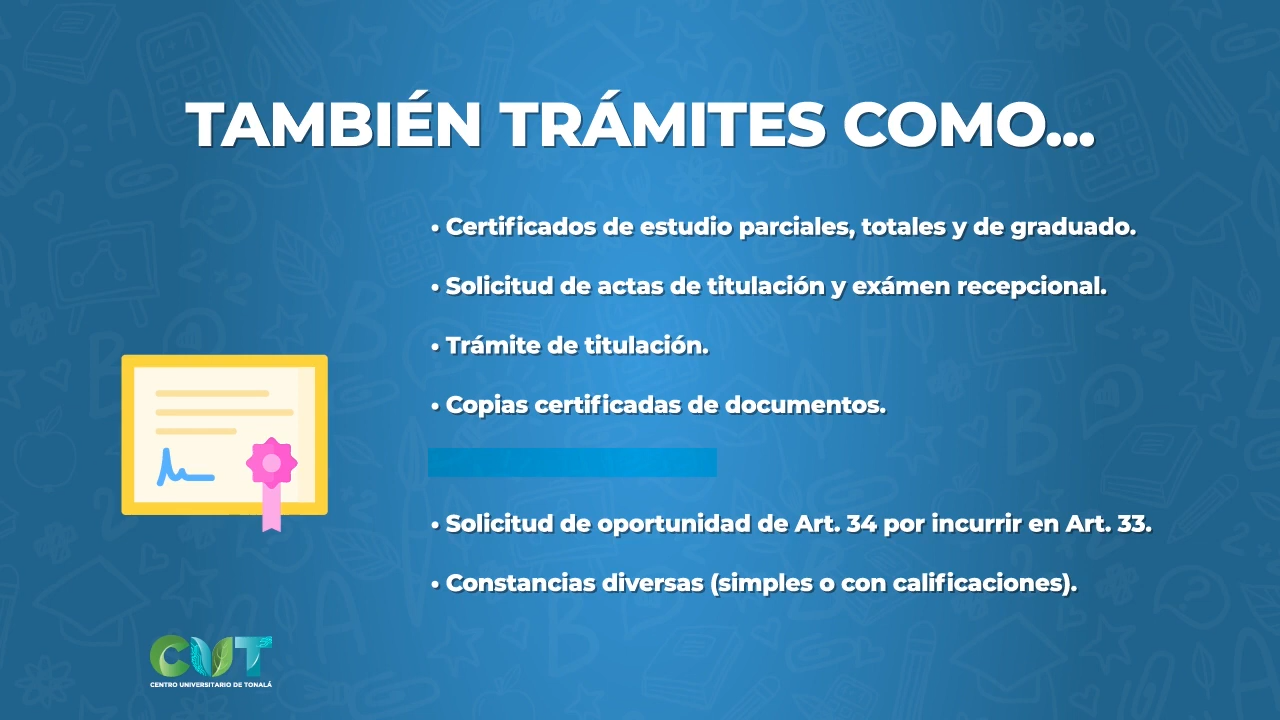 TAMBIÉN TRÁMITES COMO...
• Certificados de estudio parciales, totales y de graduado.
• Solicitud de actas de titulación y exámen recepcional.
• Trámite de titulación.
• Copias certificadas de documentos.
• Solicitud de oportunidad de Art. 34 por incurrir en Art. 33.
• Constancias diversas (simples o con calificaciones).
CUT
CENTRO UNIVERSITARIO DE TONALÁ